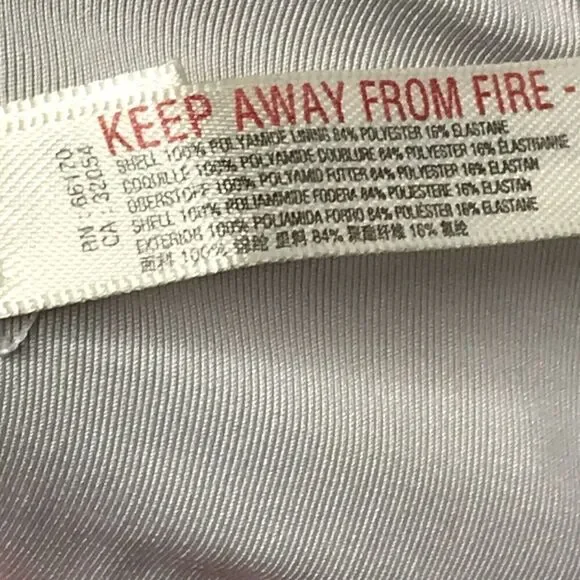 KEEP AWAY FROM FIRE -
SHELL 100% POLYAMIDE LINING 84% POLYESTER 16% ELASTANE
COQUILLE 100% POLYAMIDE DOUBLURE 84% POLYESTER 16% ELASTHANNE
OBERSTOFF 100% POLYAMID FUTTER 84% POLYESTER 16% ELASTAN
SHELL 100% POLIAMMIDE FODERA 84% POLIESTERE 16% ELASTAN
EXTERIOR 100% POLIAMIDA FORRO 84% POLIÉSTER 16% ELASTANE
面料 100% 锦纶 里料 84% 聚酯纤维 16% 氨纶
RN : 66170
CA : 32054